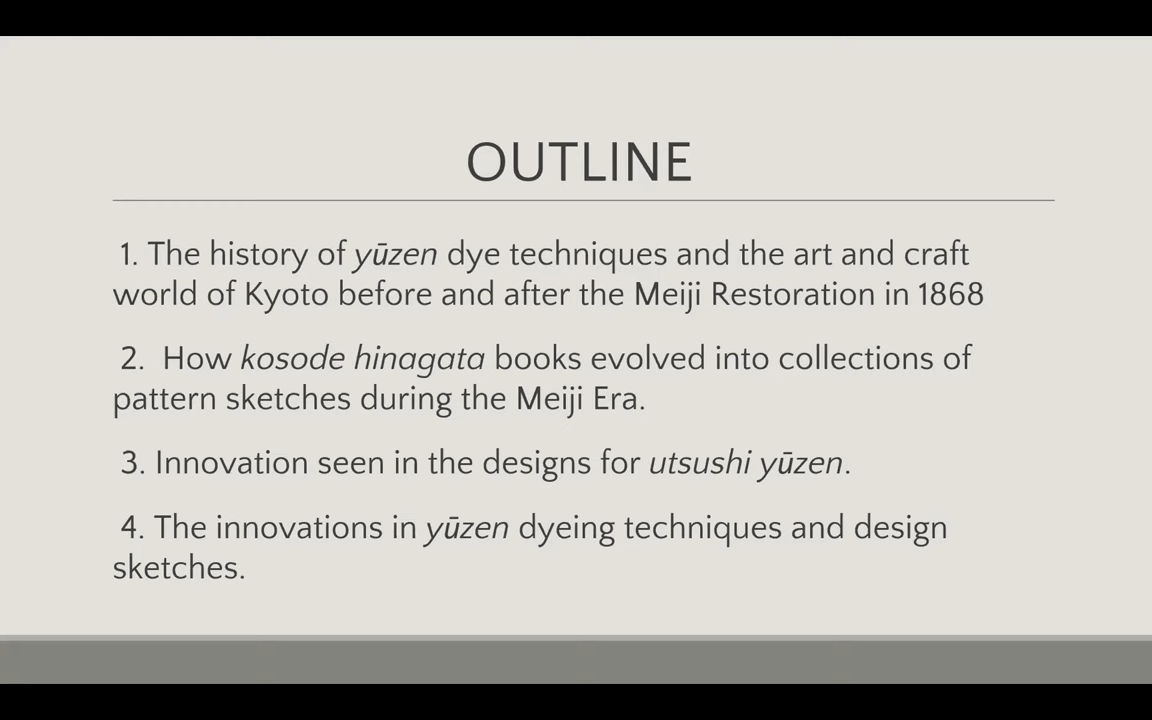 OUTLINE
1. The history of yūzen dye techniques and the art and craft
world of Kyoto before and after the Meiji Restoration in 1868
2. How kosode hinagata books evolved into collections of
pattern sketches during the Meiji Era.
3. Innovation seen in the designs for utsushi yūzen.
4. The innovations in yūzen dyeing techniques and design
sketches.